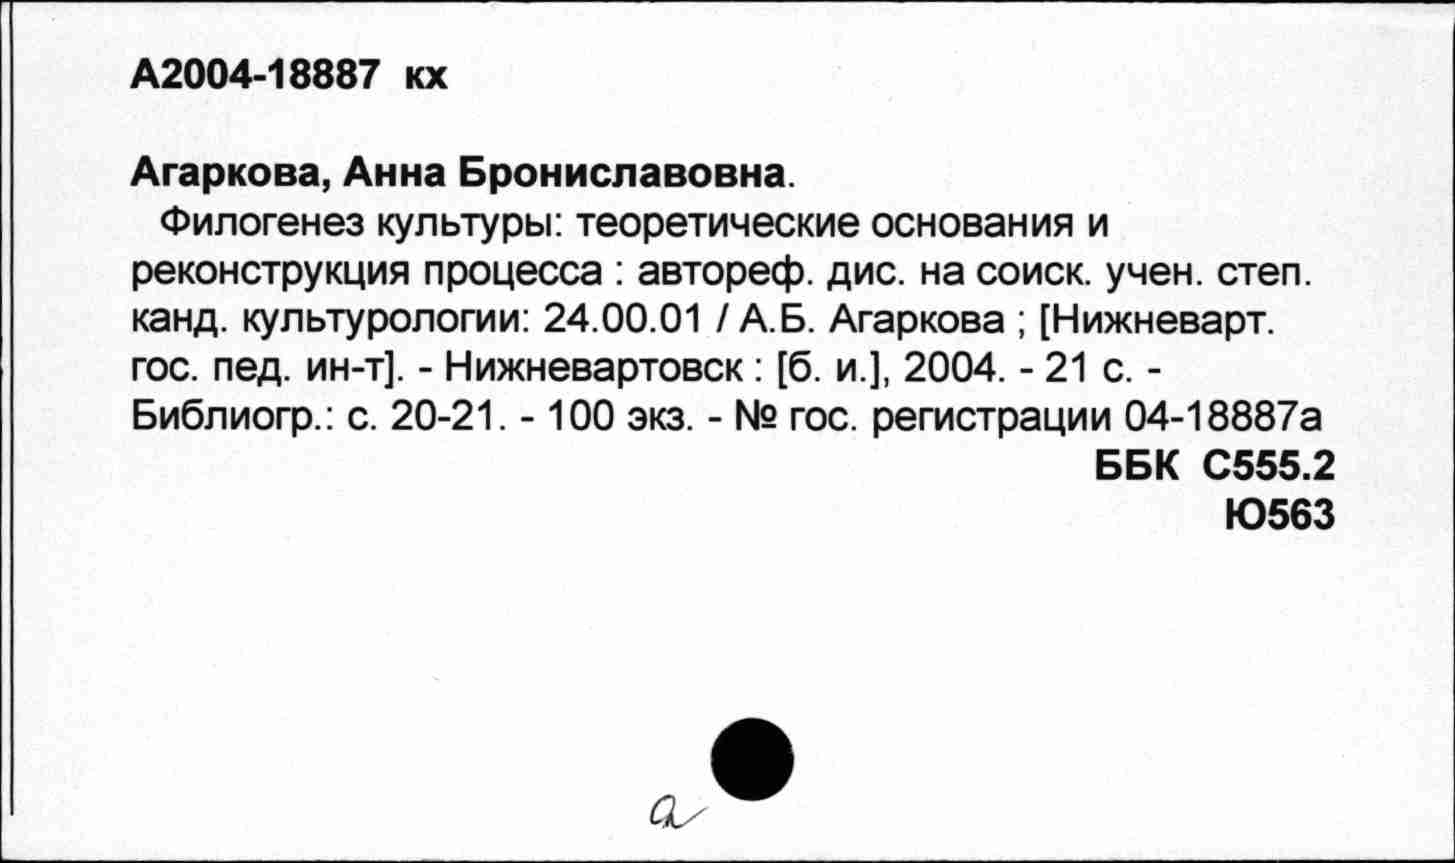 А2004-18887 кх
Агаркова, Анна Брониславовна.
Филогенез культуры: теоретические основания и
реконструкция процесса : автореф. дис. на соиск. учен. степ.
канд. культурологии: 24.00.01 / А.Б. Агаркова ; [Нижневарт.
гос. пед. ин-т]. - Нижневартовск : [б. и.], 2004. - 21 с. -
Библиогр.: с. 20-21. - 100 экз. - № гос. регистрации 04-18887а
ББК С555.2
Ю563